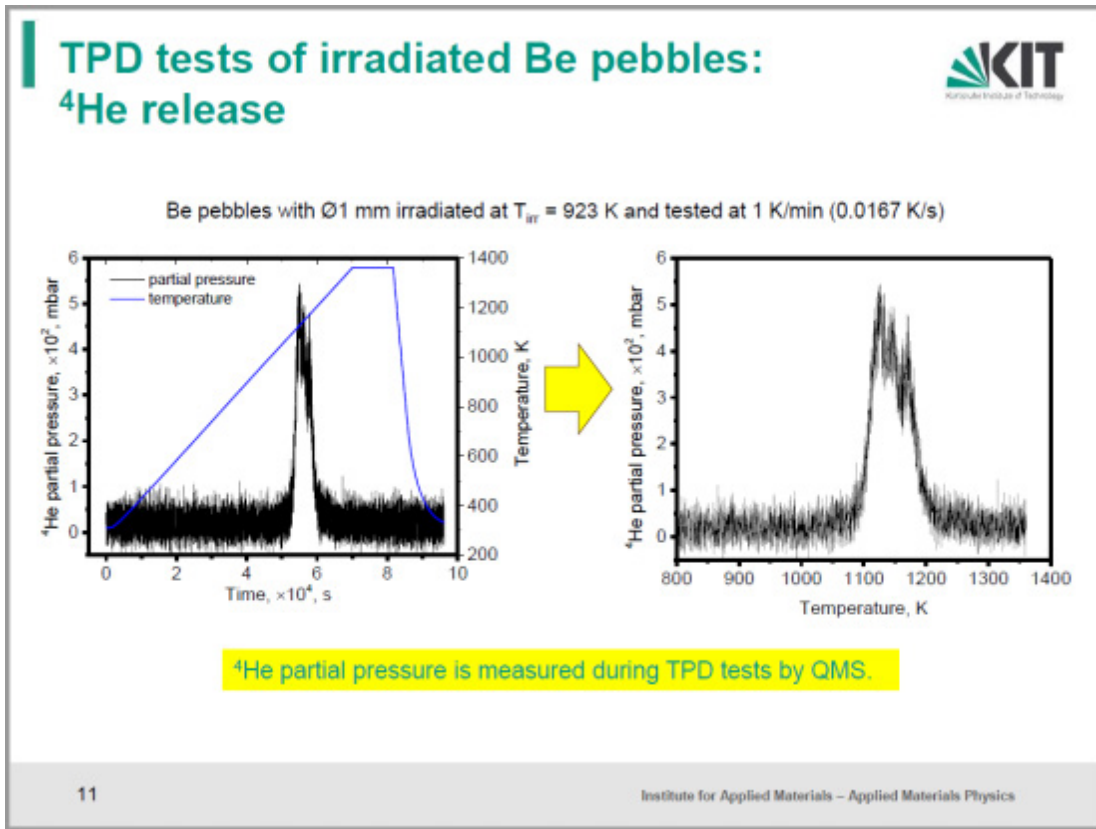 TPD tests of irradiated Be pebbles:
⁴He release
KIT
Karlsruhe Institute of Technology
Be pebbles with Ø1 mm irradiated at Tirr = 923 K and tested at 1 K/min (0.0167 K/s)
⁴He partial pressure, ×10², mbar
6
5
4
3
2
1
0
partial pressure
temperature
1400
1200
1000
800
600
400
200
Temperature, K
0 2 4 6 8 10
Time, ×10⁴, s
⁴He partial pressure, ×10², mbar
6
5
4
3
2
1
0
800 900 1000 1100 1200 1300 1400
Temperature, K
⁴He partial pressure is measured during TPD tests by QMS.
11
Institute for Applied Materials – Applied Materials Physics